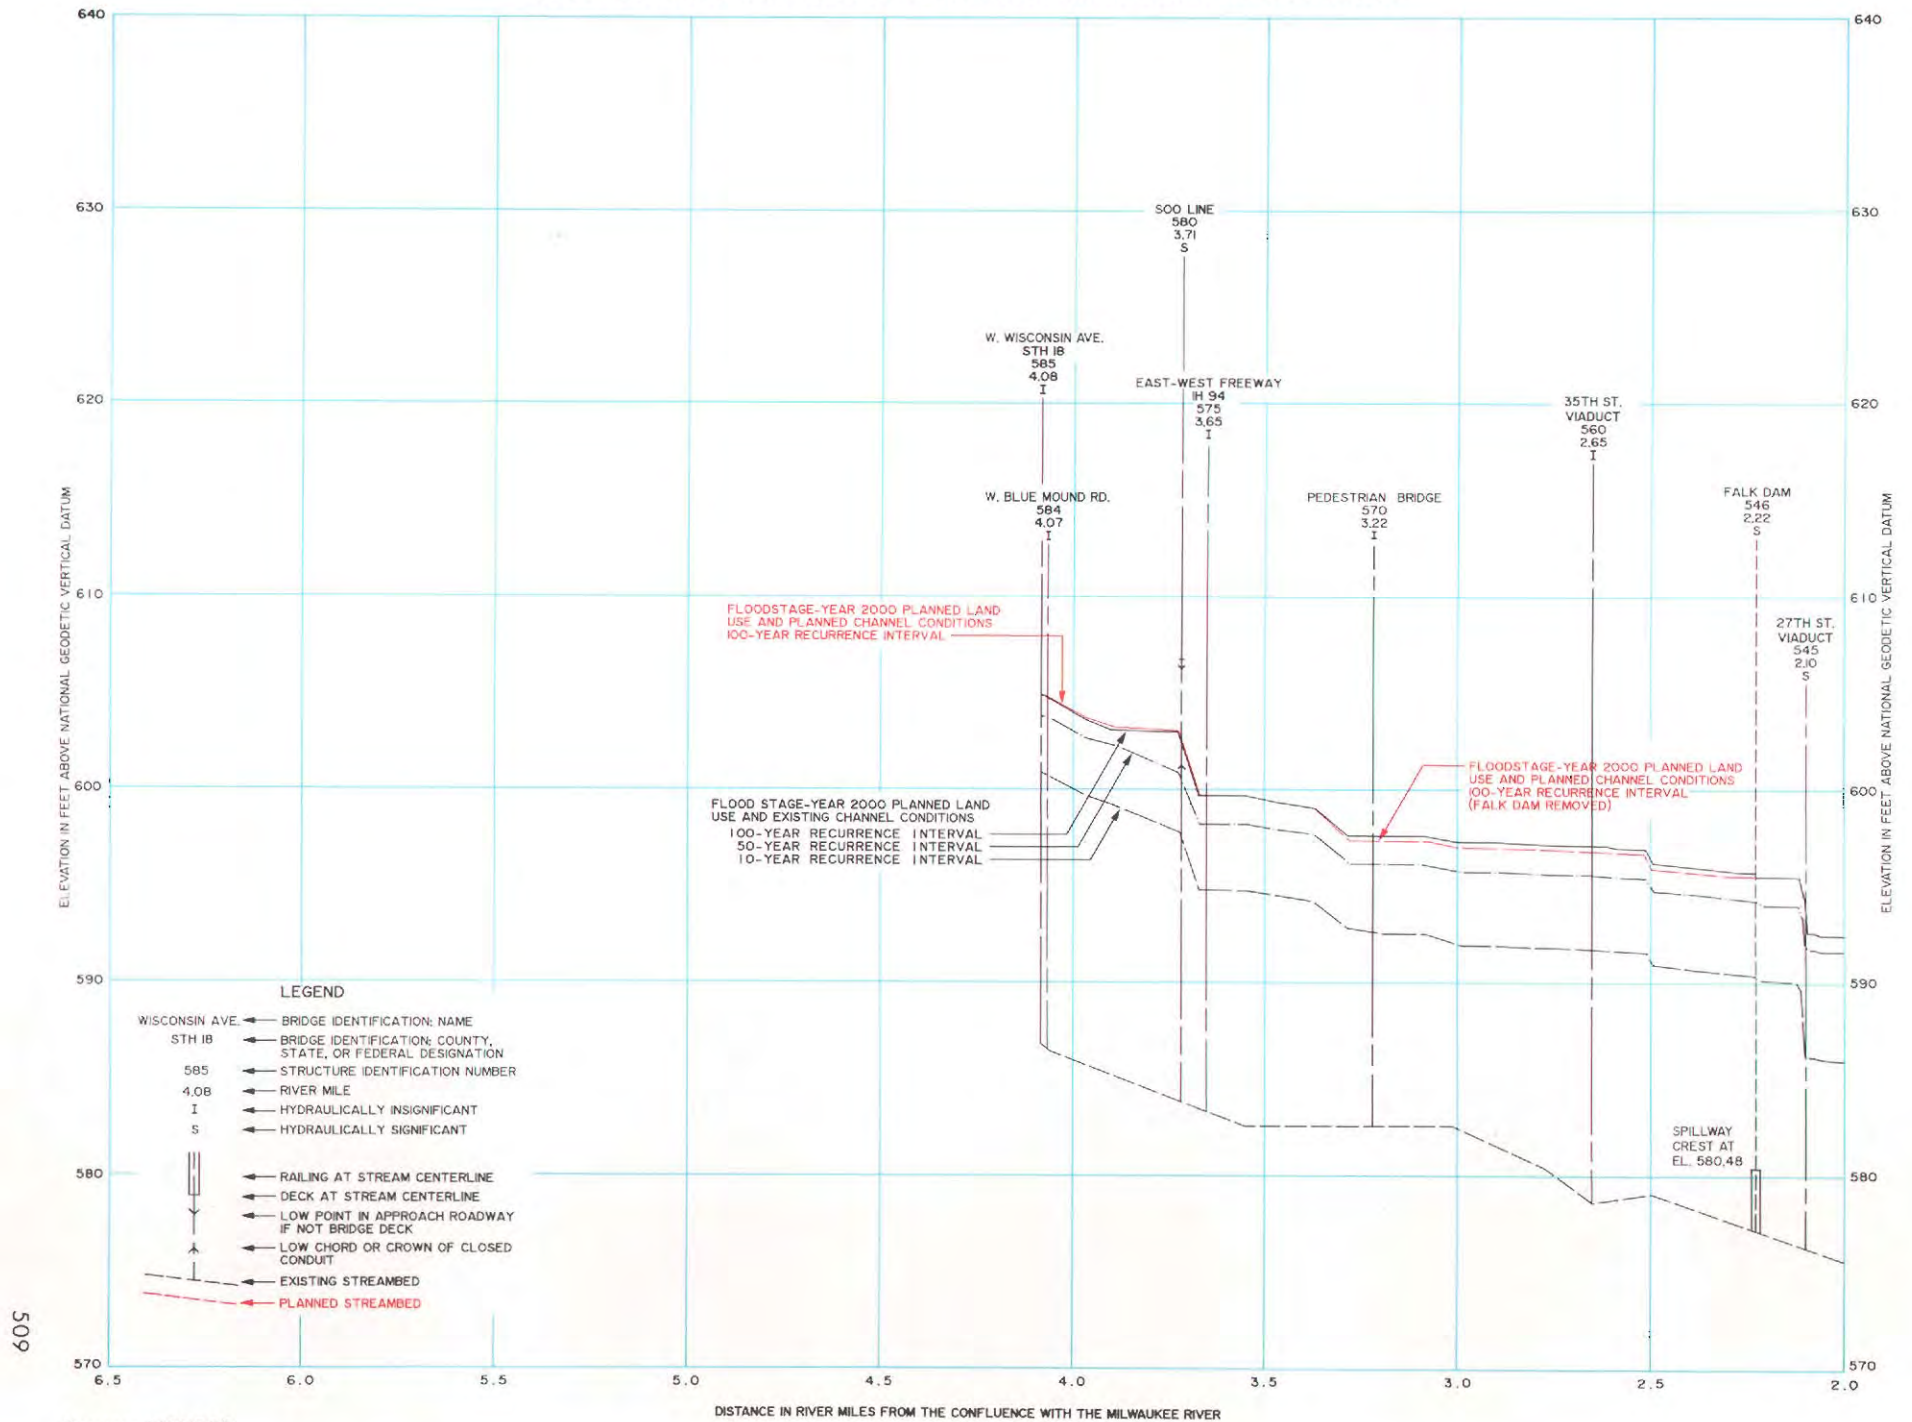 640
640
630
630
SOO LINE
580
3.71
S
W. WISCONSIN AVE.
STH 18
585
4.08
I
EAST-WEST FREEWAY
IH 94
575
3.65
I
620
620
35TH ST.
VIADUCT
560
2.65
I
W. BLUE MOUND RD.
584
4.07
I
PEDESTRIAN BRIDGE
570
3.22
I
FALK DAM
546
2.22
S
27TH ST.
VIADUCT
545
2.10
S
ELEVATION IN FEET ABOVE NATIONAL GEODETIC VERTICAL DATUM
ELEVATION IN FEET ABOVE NATIONAL GEODETIC VERTICAL DATUM
610
610
FLOODSTAGE-YEAR 2000 PLANNED LAND
USE AND PLANNED CHANNEL CONDITIONS
100-YEAR RECURRENCE INTERVAL
FLOODSTAGE-YEAR 2000 PLANNED LAND
USE AND PLANNED CHANNEL CONDITIONS
100-YEAR RECURRENCE INTERVAL
(FALK DAM REMOVED)
600
600
FLOOD STAGE-YEAR 2000 PLANNED LAND
USE AND EXISTING CHANNEL CONDITIONS
100-YEAR RECURRENCE INTERVAL
50-YEAR RECURRENCE INTERVAL
10-YEAR RECURRENCE INTERVAL
590
590
LEGEND
WISCONSIN AVE. BRIDGE IDENTIFICATION: NAME
STH 18 BRIDGE IDENTIFICATION: COUNTY,
STATE, OR FEDERAL DESIGNATION
585 STRUCTURE IDENTIFICATION NUMBER
4.08 RIVER MILE
I HYDRAULICALLY INSIGNIFICANT
S HYDRAULICALLY SIGNIFICANT
RAILING AT STREAM CENTERLINE
DECK AT STREAM CENTERLINE
LOW POINT IN APPROACH ROADWAY
IF NOT BRIDGE DECK
LOW CHORD OR CROWN OF CLOSED
CONDUIT
EXISTING STREAMBED
PLANNED STREAMBED
SPILLWAY
CREST AT
EL. 580.48
580
580
570
570
6.5
6.0
5.5
5.0
4.5
4.0
3.5
3.0
2.5
2.0
DISTANCE IN RIVER MILES FROM THE CONFLUENCE WITH THE MILWAUKEE RIVER
509